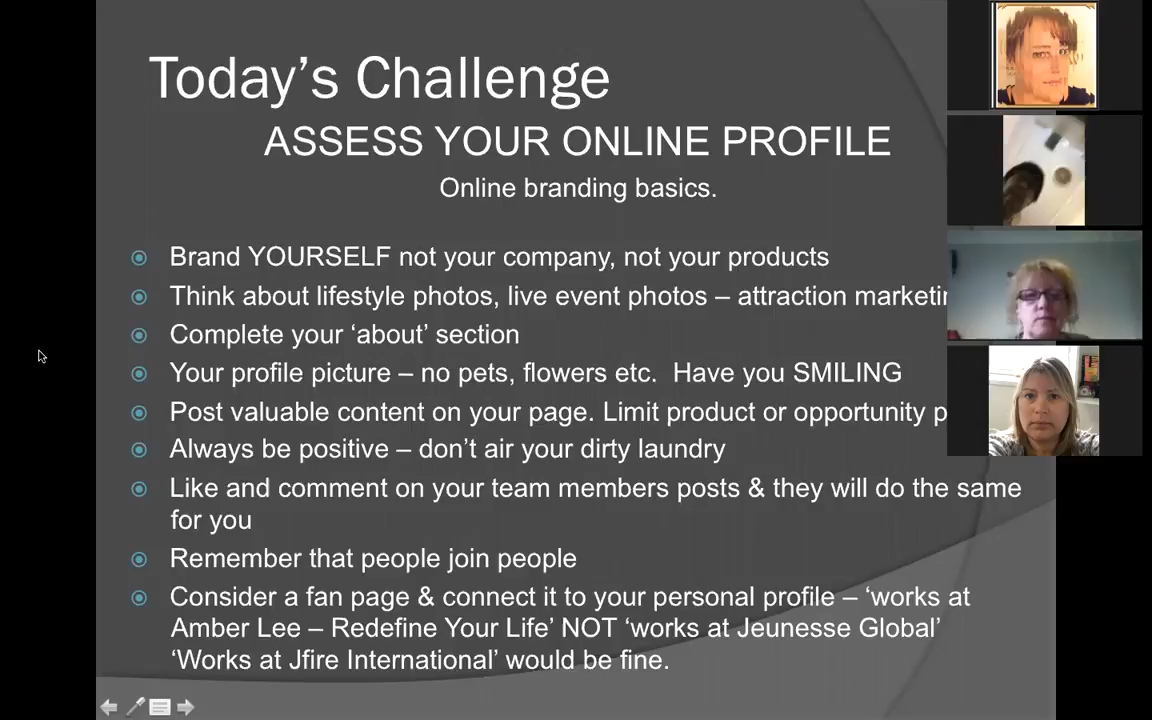 Today's Challenge
ASSESS YOUR ONLINE PROFILE
Online branding basics.
Brand YOURSELF not your company, not your products
Think about lifestyle photos, live event photos – attraction
Complete your ‘about’ section
Your profile picture – no pets, flowers etc.  Have you SMILING
Post valuable content on your page. Limit product or opportunity
Always be positive – don’t air your dirty laundry
Like and comment on your team members posts & they will do the same
for you
Remember that people join people
Consider a fan page & connect it to your personal profile – ‘works at
Amber Lee – Redefine Your Life’ NOT ‘works at Jeunesse Global’
‘Works at Jfire International’ would be fine.